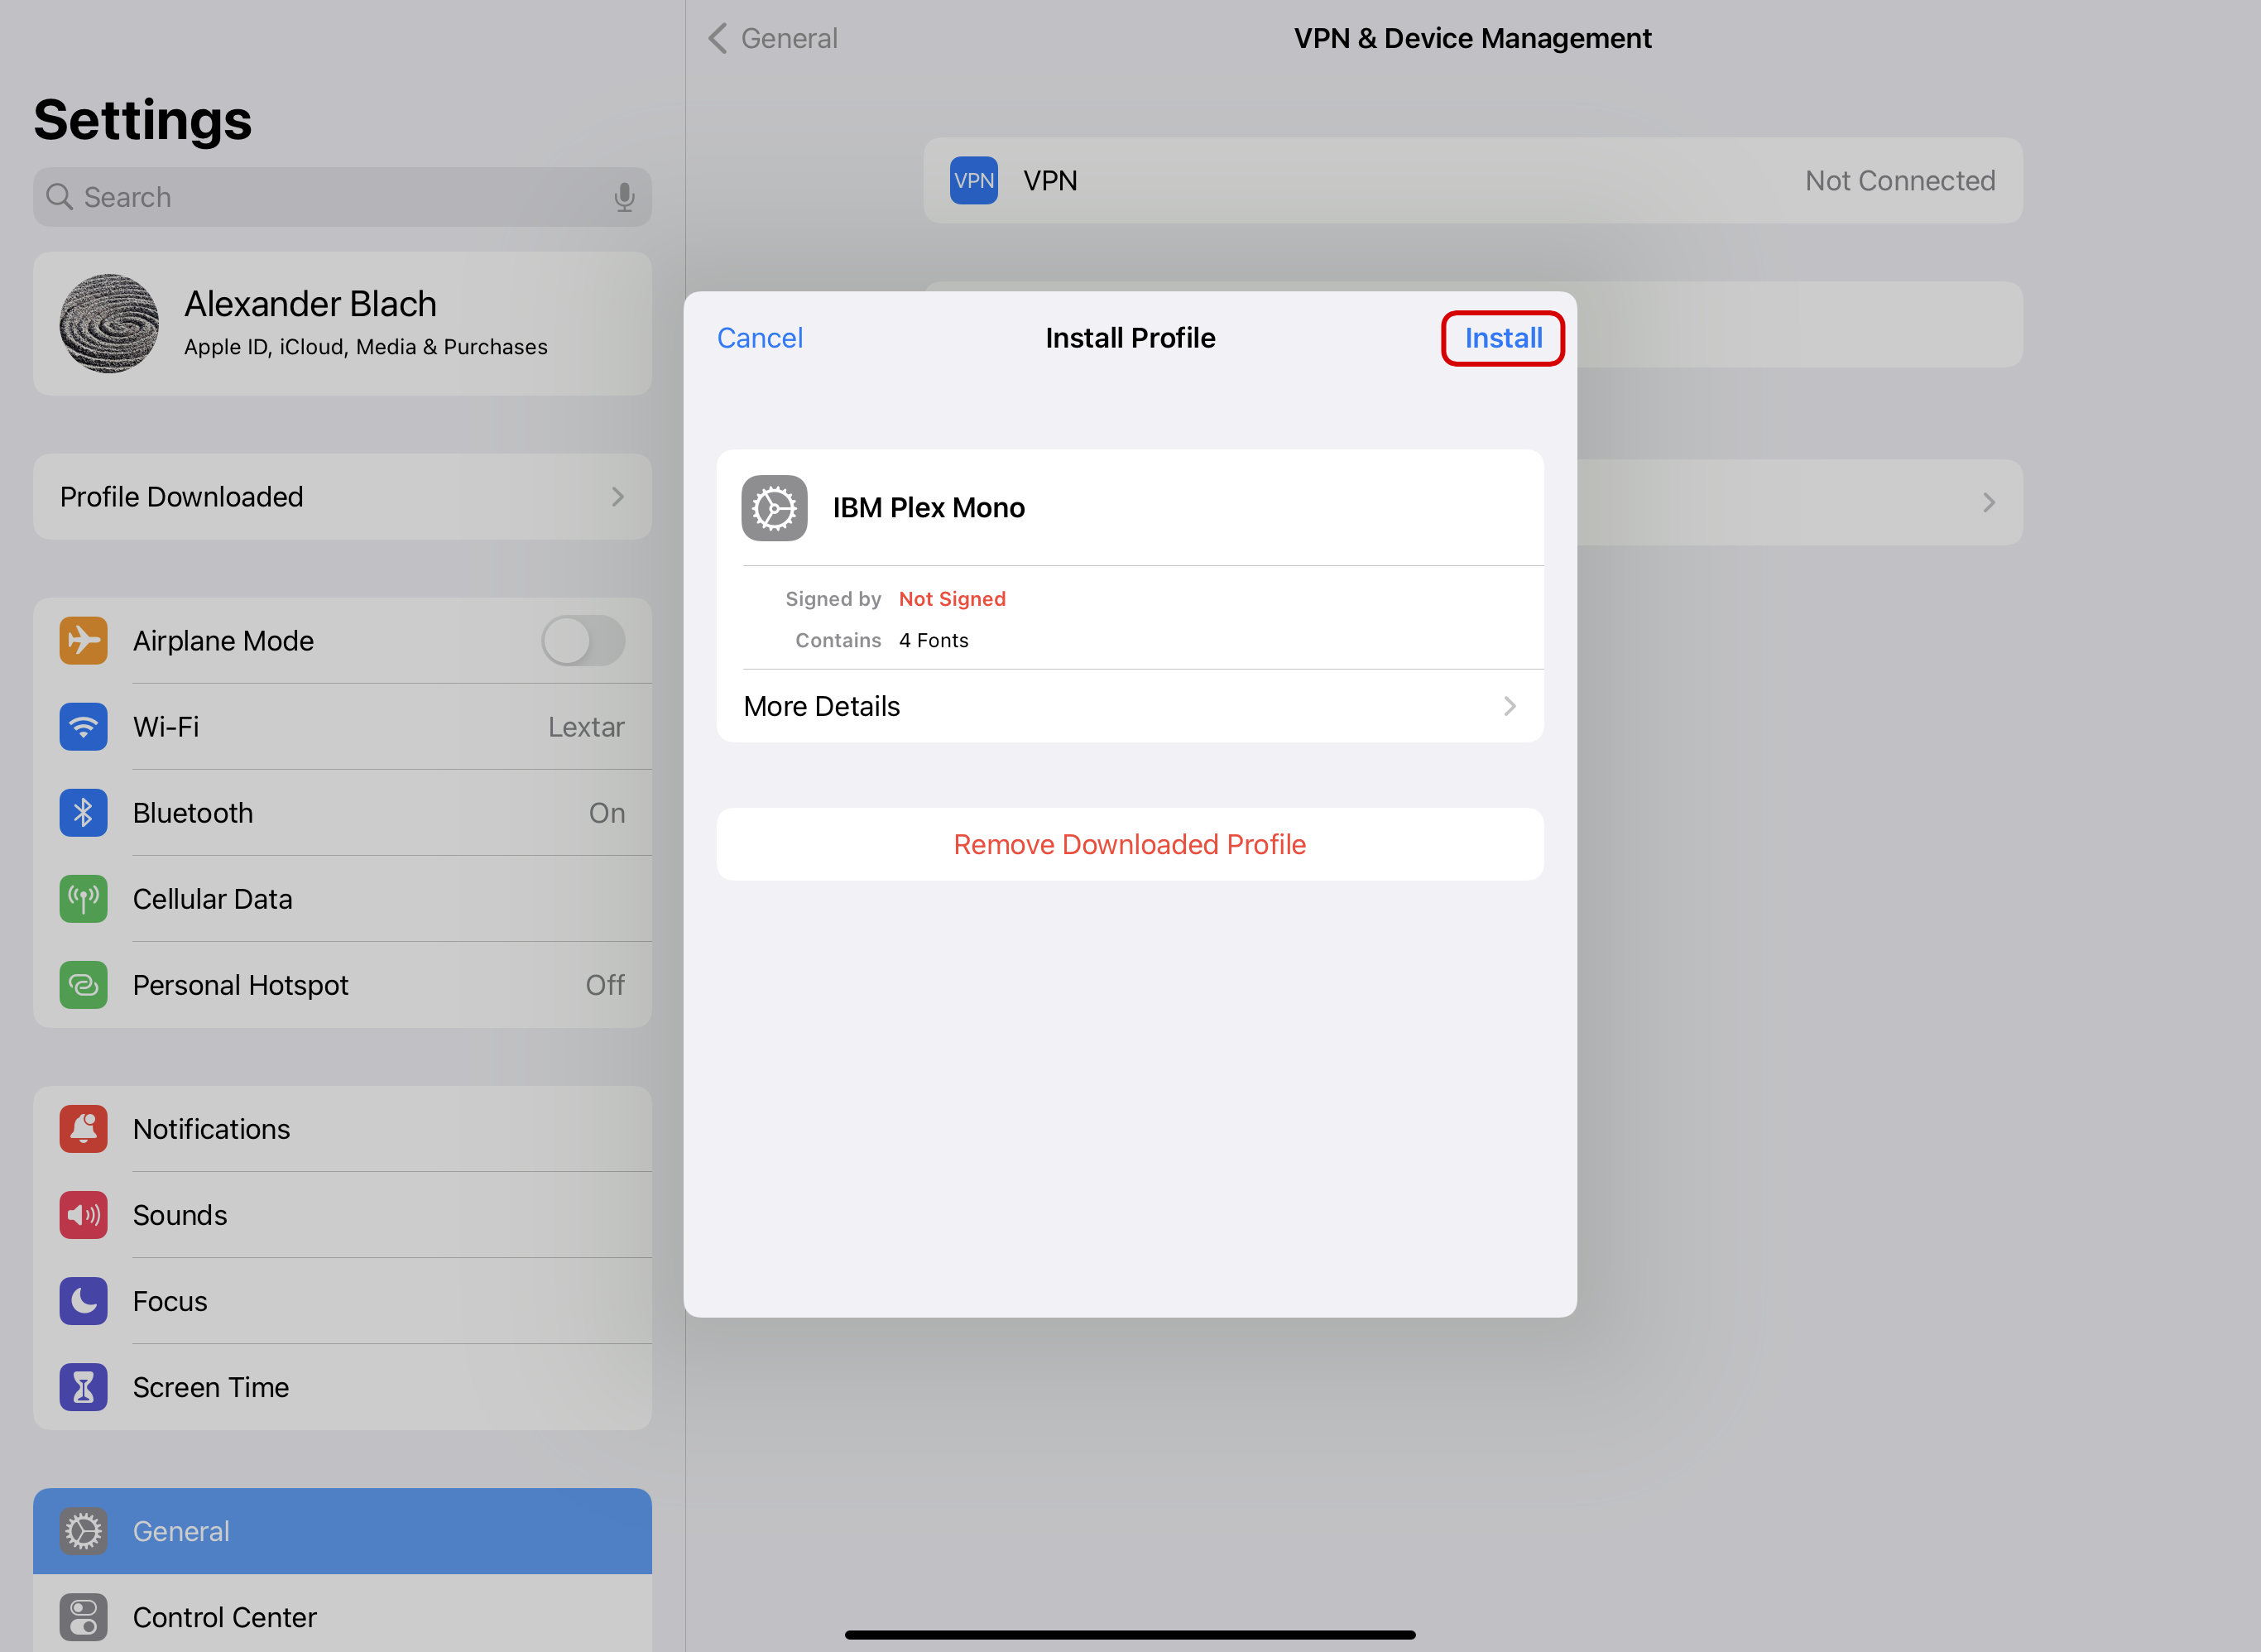 Settings
Search
Alexander Blach
Apple ID, iCloud, Media & Purchases
Profile Downloaded
Airplane Mode
Wi-Fi Lextar
Bluetooth On
Cellular Data
Personal Hotspot Off
Notifications
Sounds
Focus
Screen Time
General
Control Center
General VPN & Device Management
VPN VPN Not Connected
Cancel Install Profile Install
IBM Plex Mono
Signed by Not Signed
Contains 4 Fonts
More Details
Remove Downloaded Profile